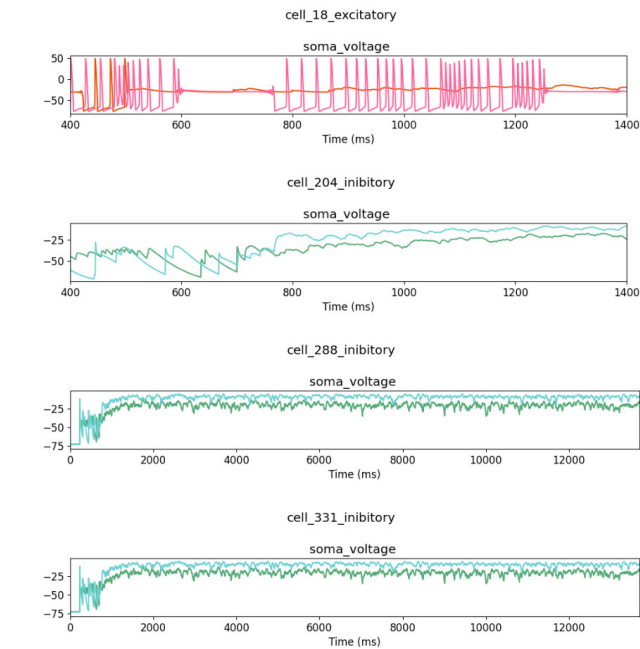 cell_18_excitatory
soma_voltage
50
0
−50
400 600 800 1000 1200 1400
Time (ms)
cell_204_inibitory
soma_voltage
−25
−50
400 600 800 1000 1200 1400
Time (ms)
cell_288_inibitory
soma_voltage
−25
−50
−75
0 2000 4000 6000 8000 10000 12000
Time (ms)
cell_331_inibitory
soma_voltage
−25
−50
−75
0 2000 4000 6000 8000 10000 12000
Time (ms)